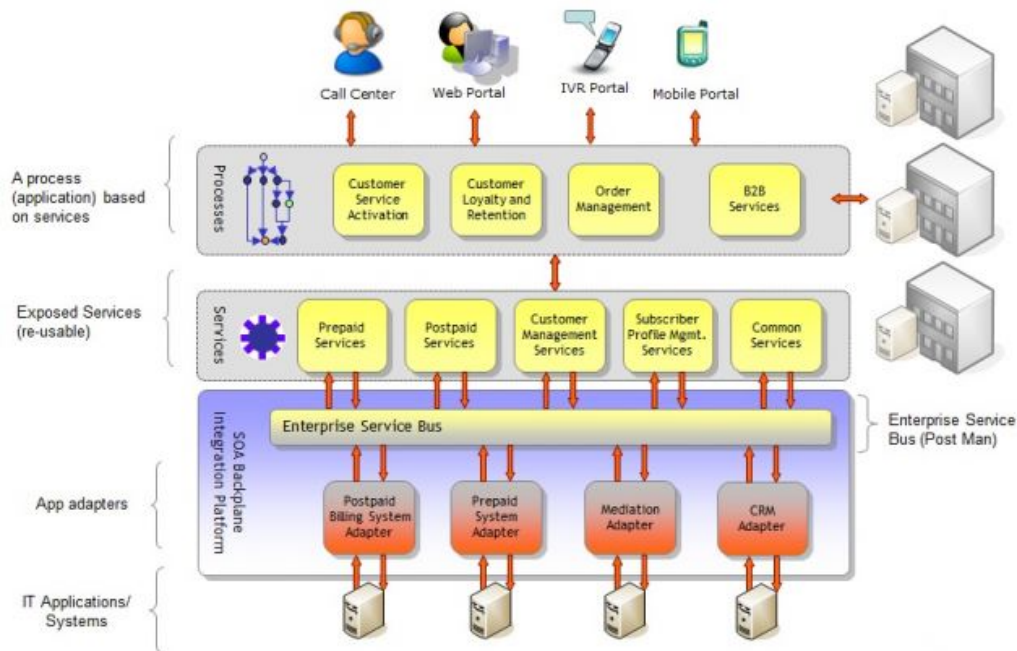 Call Center
Web Portal
IVR Portal
Mobile Portal
A process
(application) based
on services
Processes
Customer
Service
Activation
Customer
Loyalty and
Retention
Order
Management
B2B
Services
Exposed Services
(re-usable)
Services
Prepaid
Services
Postpaid
Services
Customer
Management
Services
Subscriber
Profile Mgmt.
Services
Common
Services
SOA Backplane
Integration Platform
Enterprise Service Bus
Enterprise Service
Bus (Post Man)
App adapters
Postpaid
Billing System
Adapter
Prepaid
System
Adapter
Mediation
Adapter
CRM
Adapter
IT Applications/
Systems